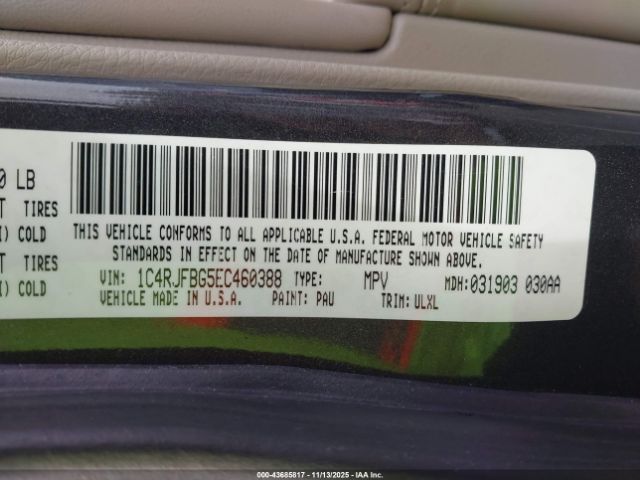 0 LB
TIRES
COLD
TIRES
COLD
THIS VEHICLE CONFORMS TO ALL APPLICABLE U.S.A. FEDERAL MOTOR VEHICLE SAFETY
STANDARDS IN EFFECT ON THE DATE OF MANUFACTURE SHOWN ABOVE.
VIN: 1C4RJFBG5EC460388 TYPE: MPV MDH:031903 030AA
VEHICLE MADE IN U.S.A. PAINT: PAU TRIM: ULXL
000-43685817 - 11/13/2025 - IAA Inc.